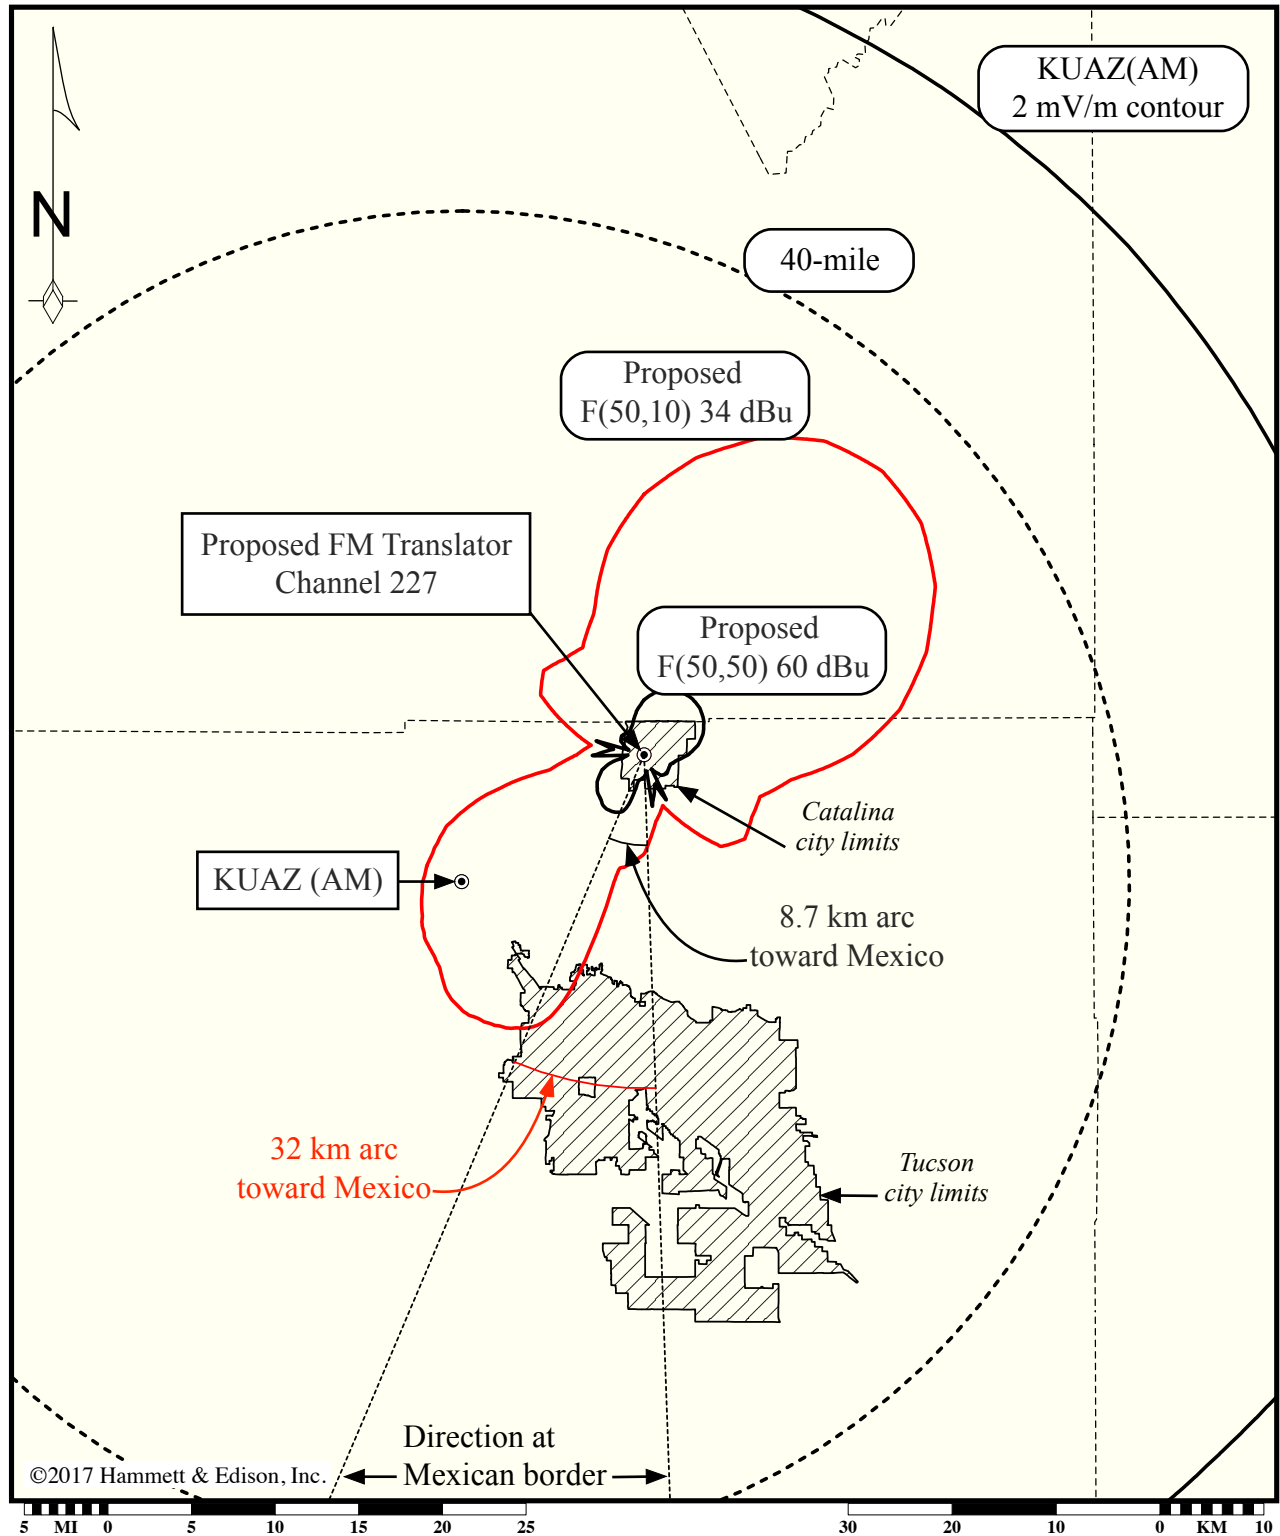 KUAZ(AM)
2 mV/m contour
N
40-mile
Proposed
F(50,10) 34 dBu
Proposed FM Translator
Channel 227
Proposed
F(50,50) 60 dBu
Catalina
city limits
KUAZ (AM)
8.7 km arc
toward Mexico
32 km arc
toward Mexico
Tucson
city limits
Direction at
Mexican border
©2017 Hammett & Edison, Inc.
5 MI 0 5 10 15 20 25 30 20 10 0 KM 10